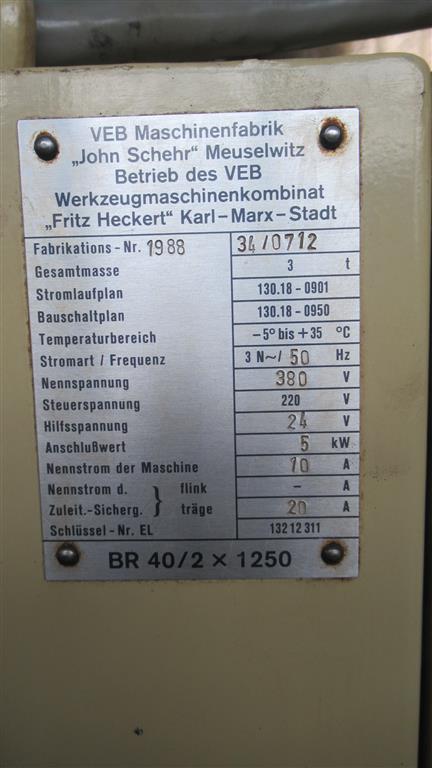 VEB Maschinenfabrik
„John Schehr“ Meuselwitz
Betrieb des VEB
Werkzeugmaschinenkombinat
„Fritz Heckert“ Karl-Marx-Stadt
Fabrikations-Nr. 1988 34/0712
Gesamtmasse 3 t
Stromlaufplan 130.18-0901
Bauschaltplan 130.18-0950
Temperaturbereich -5° bis +35 °C
Stromart / Frequenz 3 N~/ 50 Hz
Nennspannung 380 V
Steuerspannung 220 V
Hilfsspannung 24 V
Anschlußwert 5 kW
Nennstrom der Maschine 10 A
Nennstrom d. } flink - A
Zuleit.-Sicherg. } träge 20 A
Schlüssel-Nr. EL 132 12 311
BR 40/2 × 1250